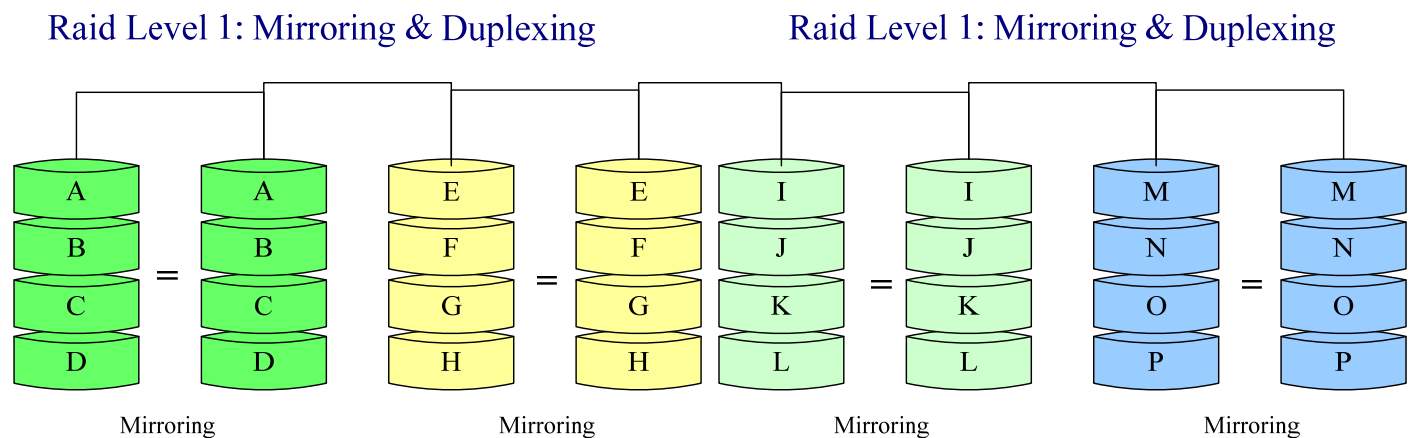 Raid Level 1: Mirroring & Duplexing Raid Level 1: Mirroring & Duplexing
A A E E I I M M
B B F F J J N N
= = = =
C C G G K K O O
D D H H L L P P
Mirroring Mirroring Mirroring Mirroring